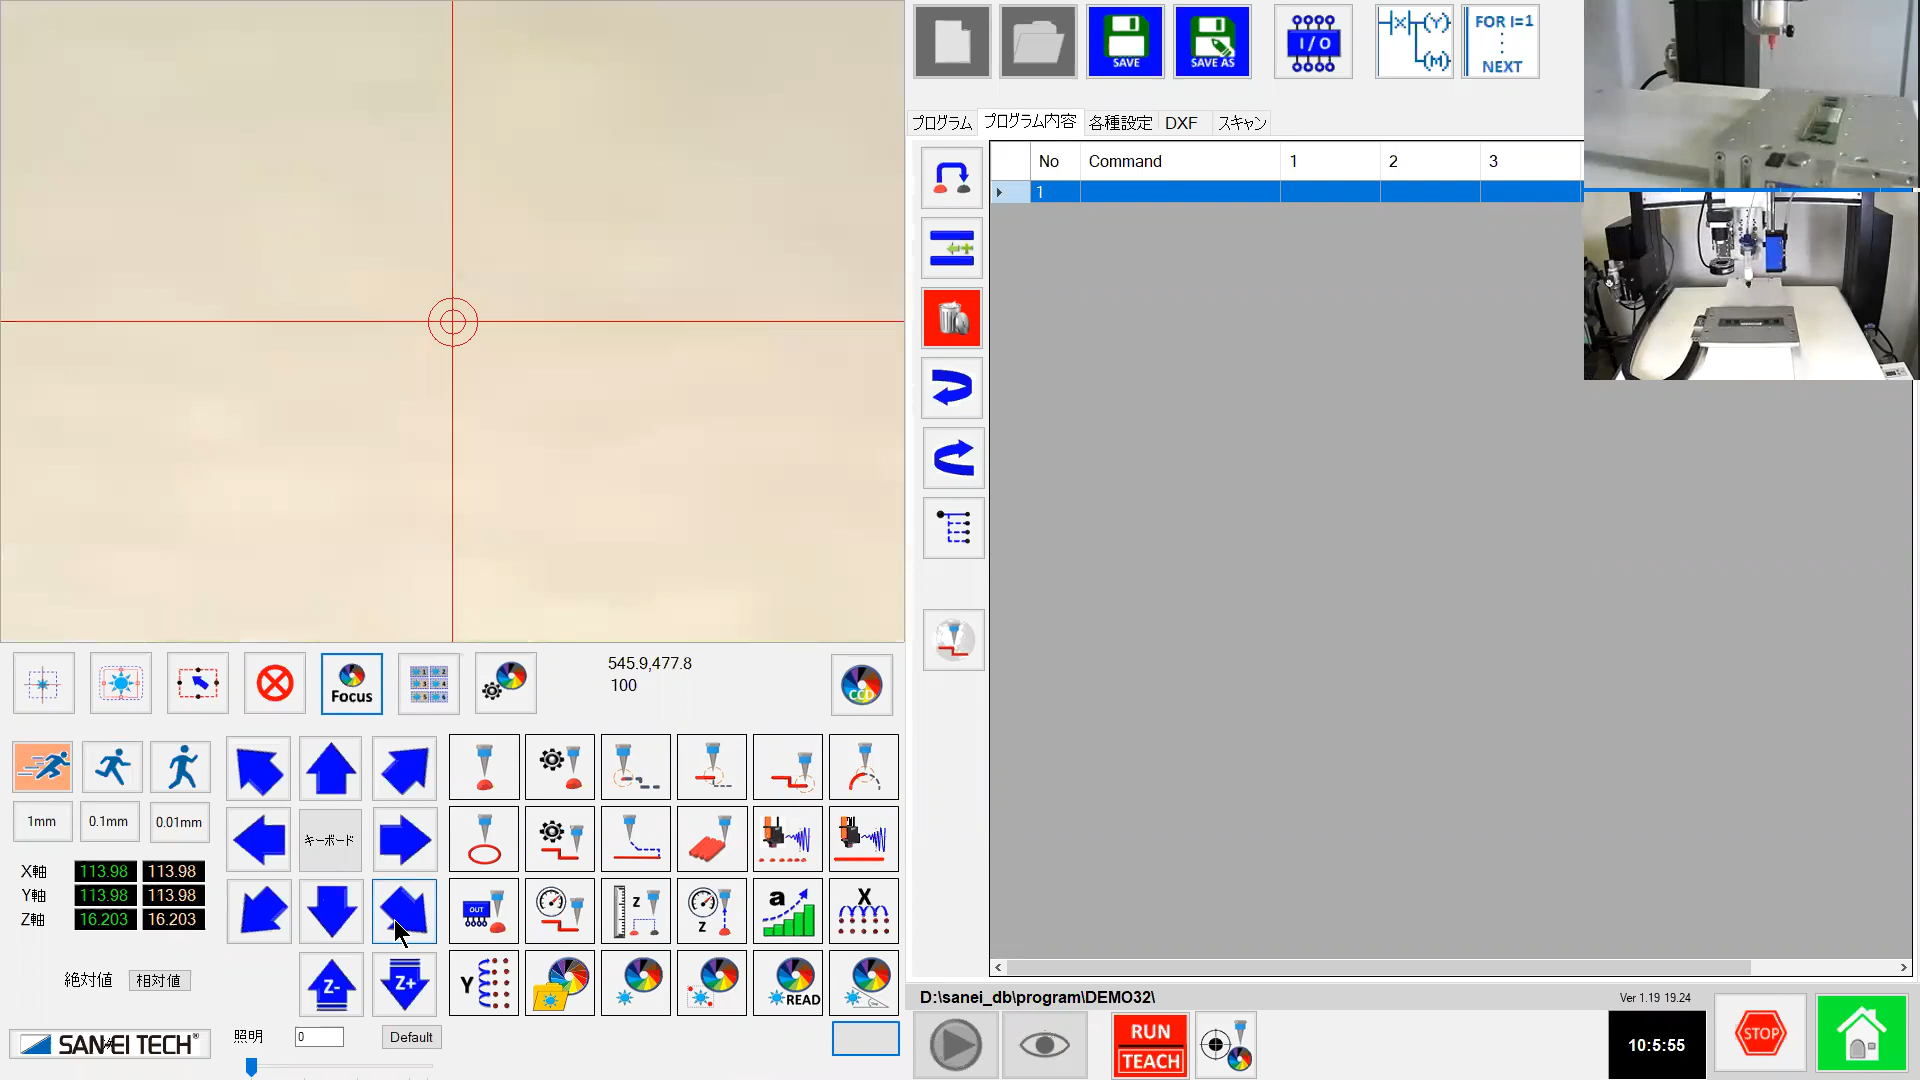 SAVE
SAVE AS
I/O
X Y M
FOR I=1
NEXT
プログラム プログラム内容 各種設定 DXF スキャン
No Command 1 2 3
1
Focus
545.9,477.8
100
CCD
1mm 0.1mm 0.01mm
キーボード
X軸 113.98 113.98
Y軸 113.98 113.98
Z軸 16.203 16.203
絶対値 相対値
Z- Z+
OUT
Z
Z
a
X
Y
READ
SAN-EI TECH®
照明 0 Default
D:\sanei_db\program\DEMO32\
Ver 1.19 19.24
RUN
TEACH
10:5:55
STOP